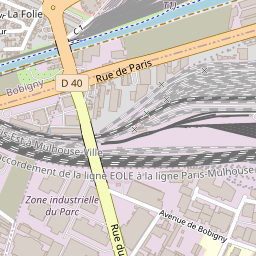 La Folie
T1
D 40
Rue de Paris
Bobigny
Mulhouse-Ville
Raccordement de la ligne EOLE à la ligne Paris-Mulhouse
Zone industrielle
du Parc
Avenue de Bobigny
Rue du